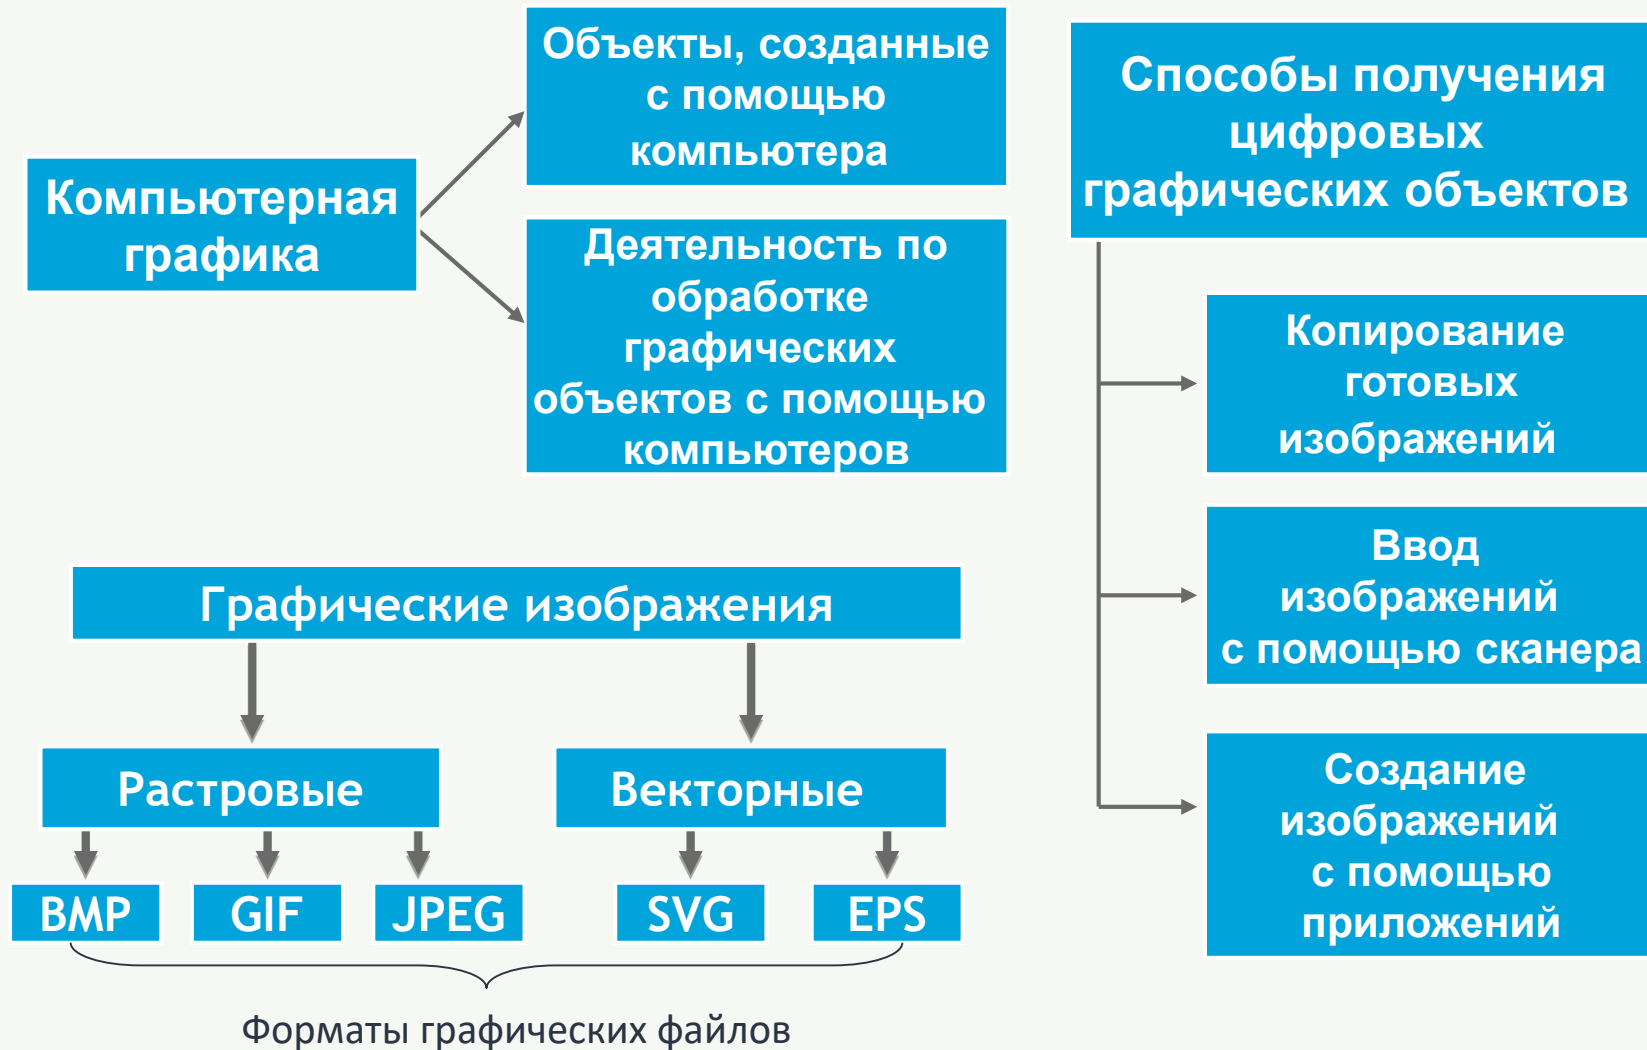 Компьютерная
графика
Объекты, созданные
с помощью
компьютера
Деятельность по
обработке
графических
объектов с помощью
компьютеров
Способы получения
цифровых
графических объектов
Копирование
готовых
изображений
Ввод
изображений
с помощью сканера
Создание
изображений
с помощью
приложений
Графические изображения
Растровые
Векторные
BMP
GIF
JPEG
SVG
EPS
Форматы графических файлов